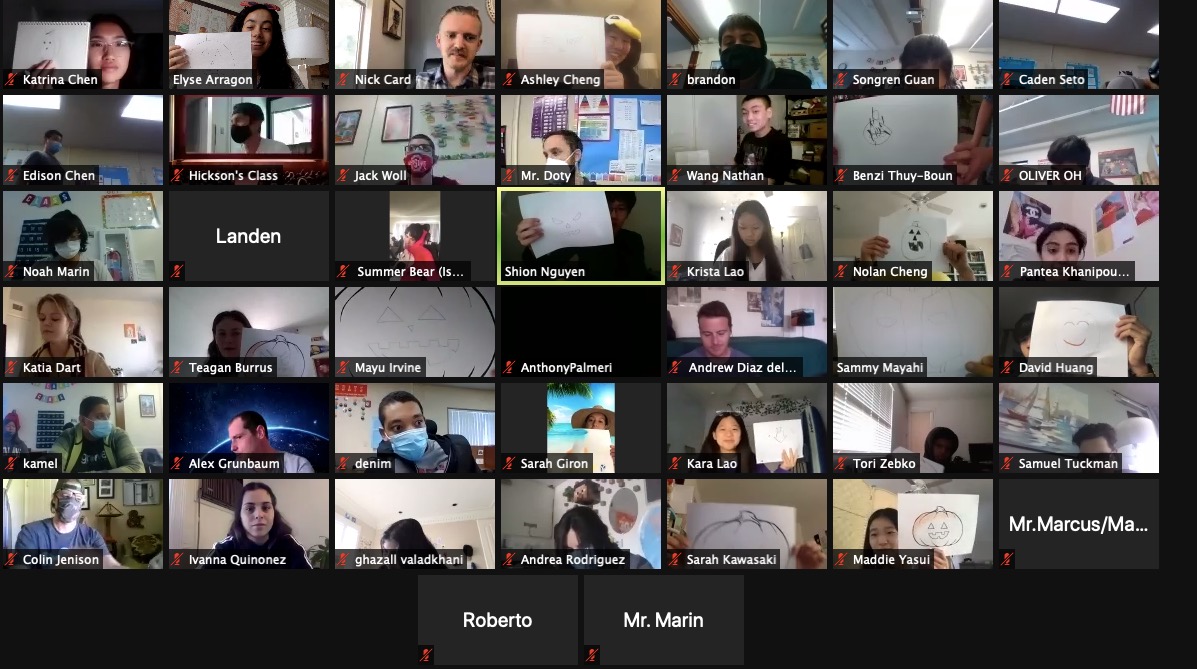 Katrina Chen
Elyse Arragon
Nick Card
Ashley Cheng
brandon
Songren Guan
Caden Seto
Edison Chen
Hickson's Class
Jack Woll
Mr. Doty
Wang Nathan
Benzi Thuy-Boun
OLIVER OH
Noah Marin
Landen
Summer Bear (Is...
Shion Nguyen
Krista Lao
Nolan Cheng
Pantea Khanipou...
Katia Dart
Teagan Burrus
Mayu Irvine
AnthonyPalmeri
Andrew Diaz del...
Sammy Mayahi
David Huang
kamel
Alex Grunbaum
denim
Sarah Giron
Kara Lao
Tori Zebko
Samuel Tuckman
Colin Jenison
Ivanna Quinonez
ghazall valadkhani
Andrea Rodriguez
Sarah Kawasaki
Maddie Yasui
Mr.Marcus/Ma...
Roberto
Mr. Marin